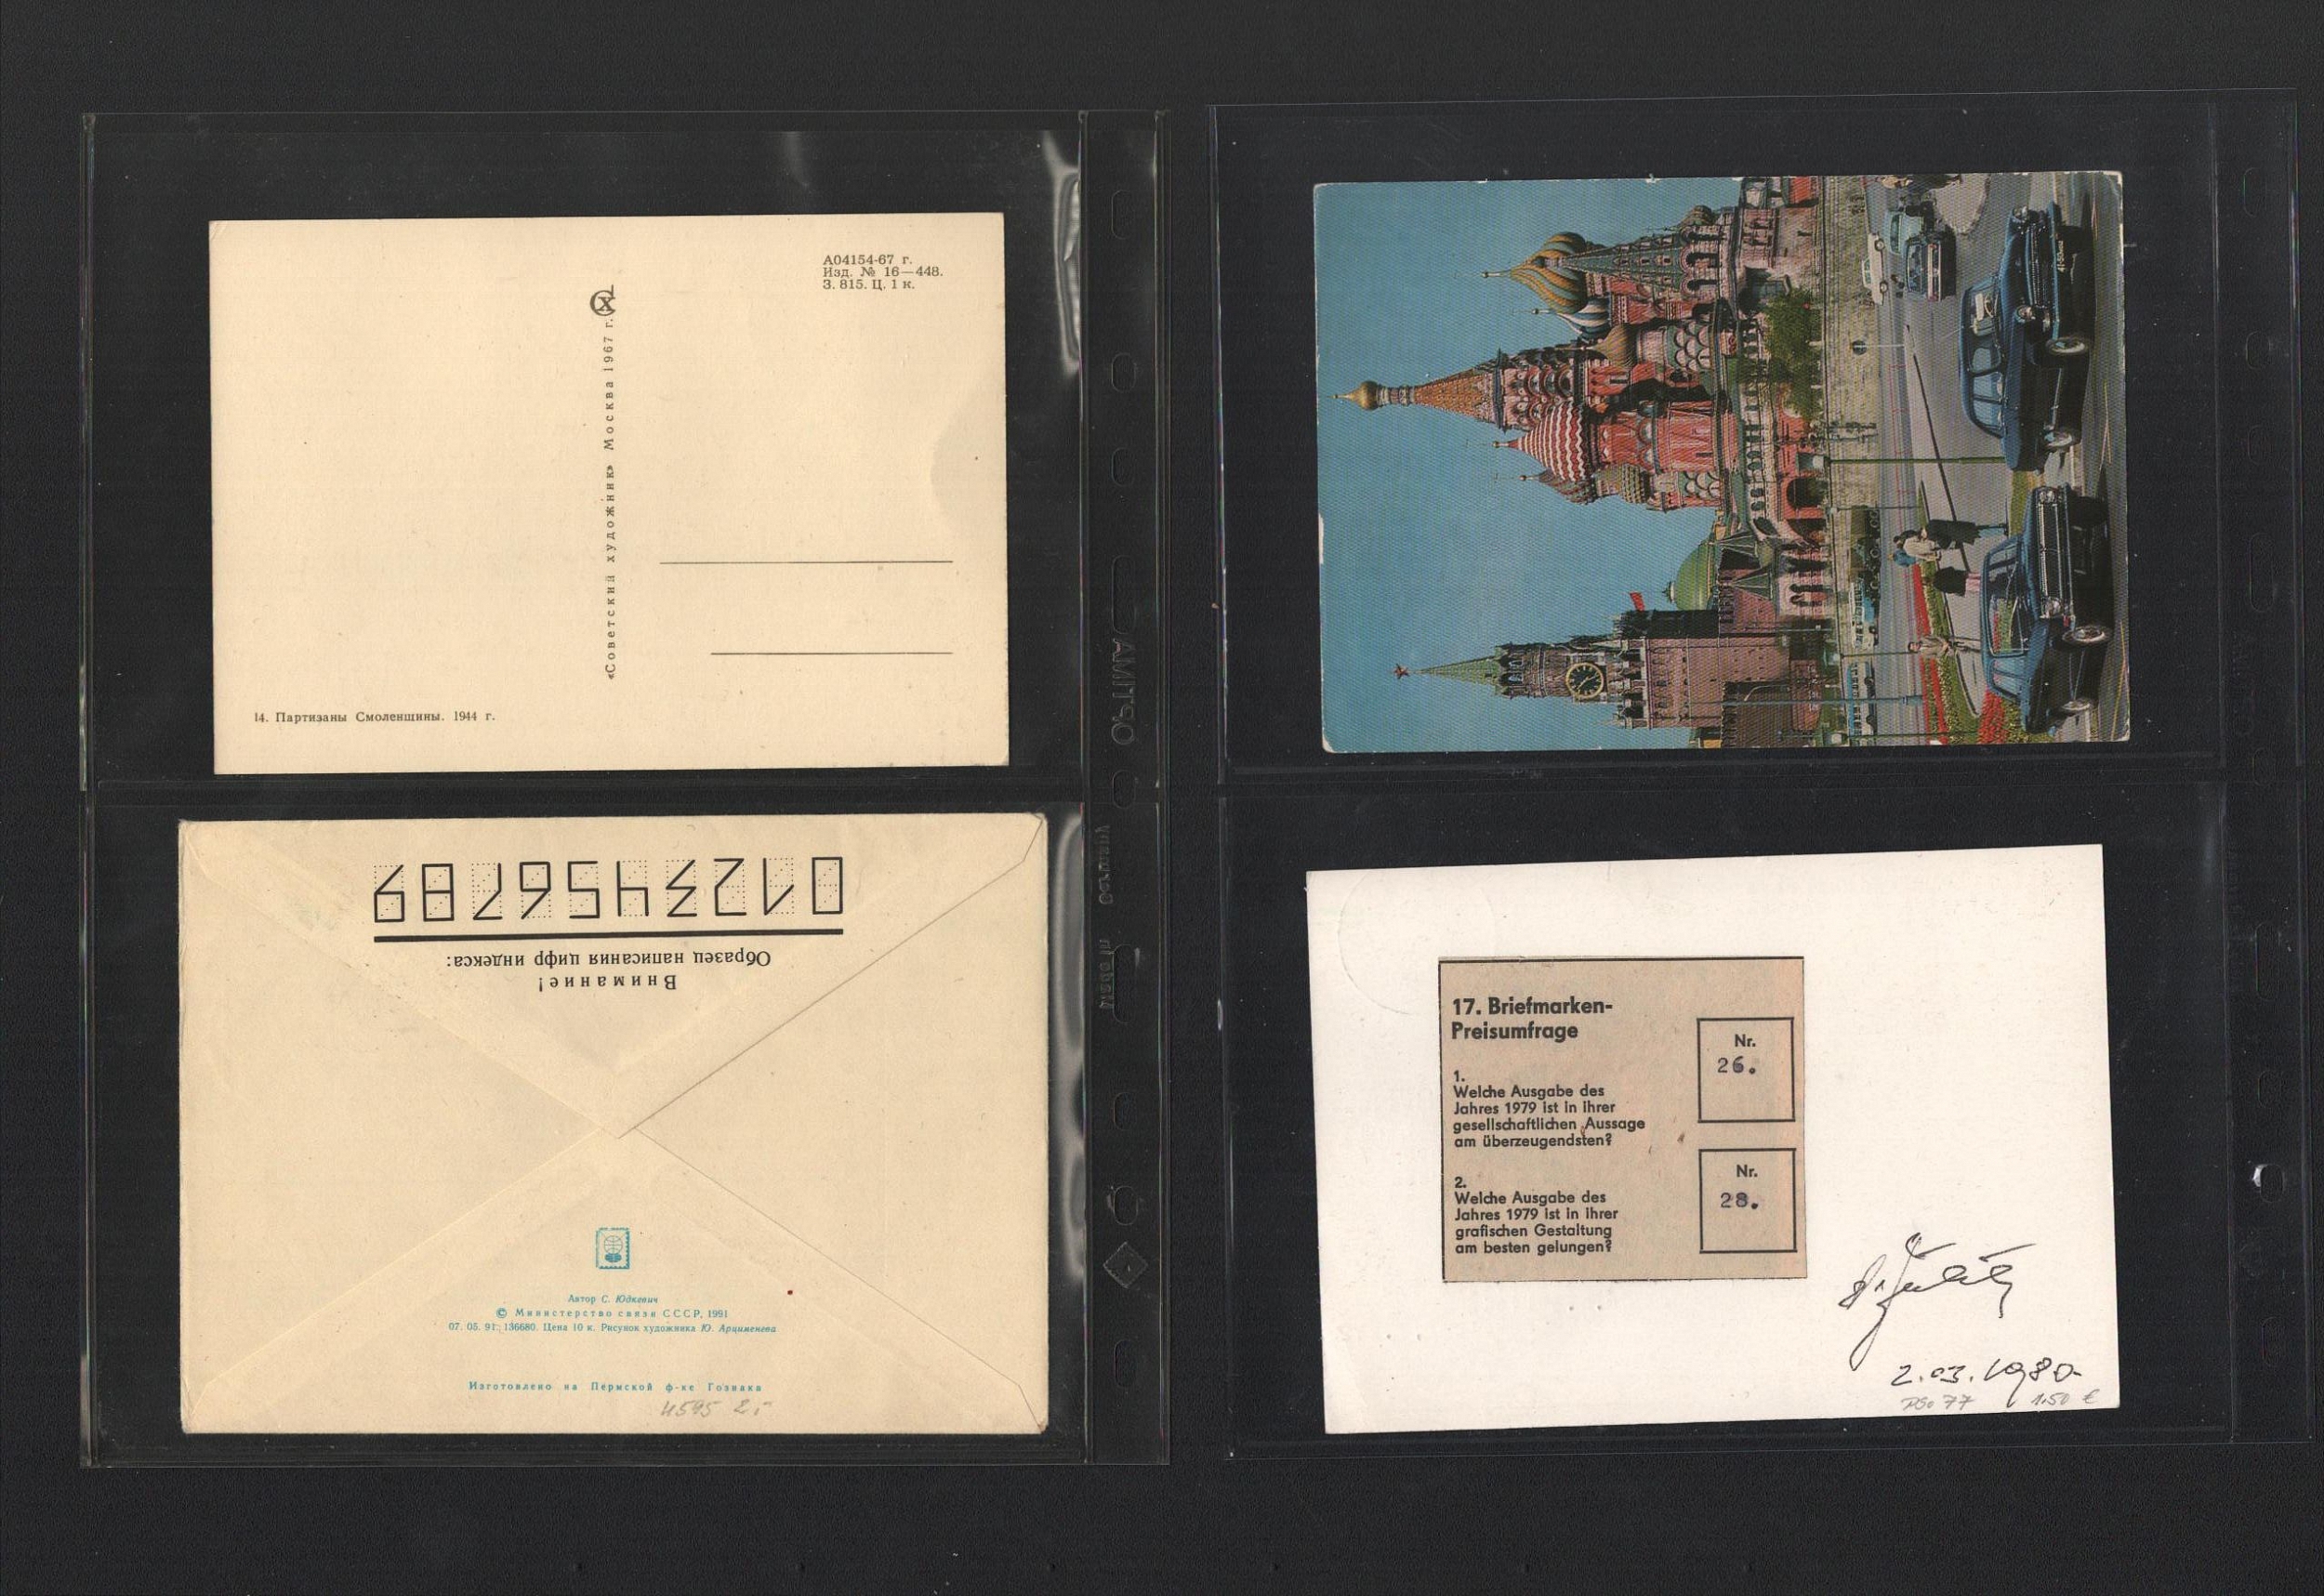 А04154-67 г.
Изд. № 16—448.
З. 815. Ц. 1 к.
«Советский художник» Москва 1967 г.
14. Партизаны Смоленщины. 1944 г.
0123456789
Внимание!
Образец написания цифр индекса:
Автор С. Юдкевич
© Министерство связи СССР, 1991
07. 05. 91. 136680. Цена 10 к. Рисунок художника Ю. Арцименева
Изготовлено на Пермской ф-ке Гознака
4595 2,-
OPTIMA
17. Briefmarken-
Preisumfrage
1.
Welche Ausgabe des
Jahres 1979 ist in ihrer
gesellschaftlichen Aussage
am überzeugendsten?
Nr.
26.
2.
Welche Ausgabe des
Jahres 1979 ist in ihrer
grafischen Gestaltung
am besten gelungen?
Nr.
28.
2.03.1980.
77 1.50 €